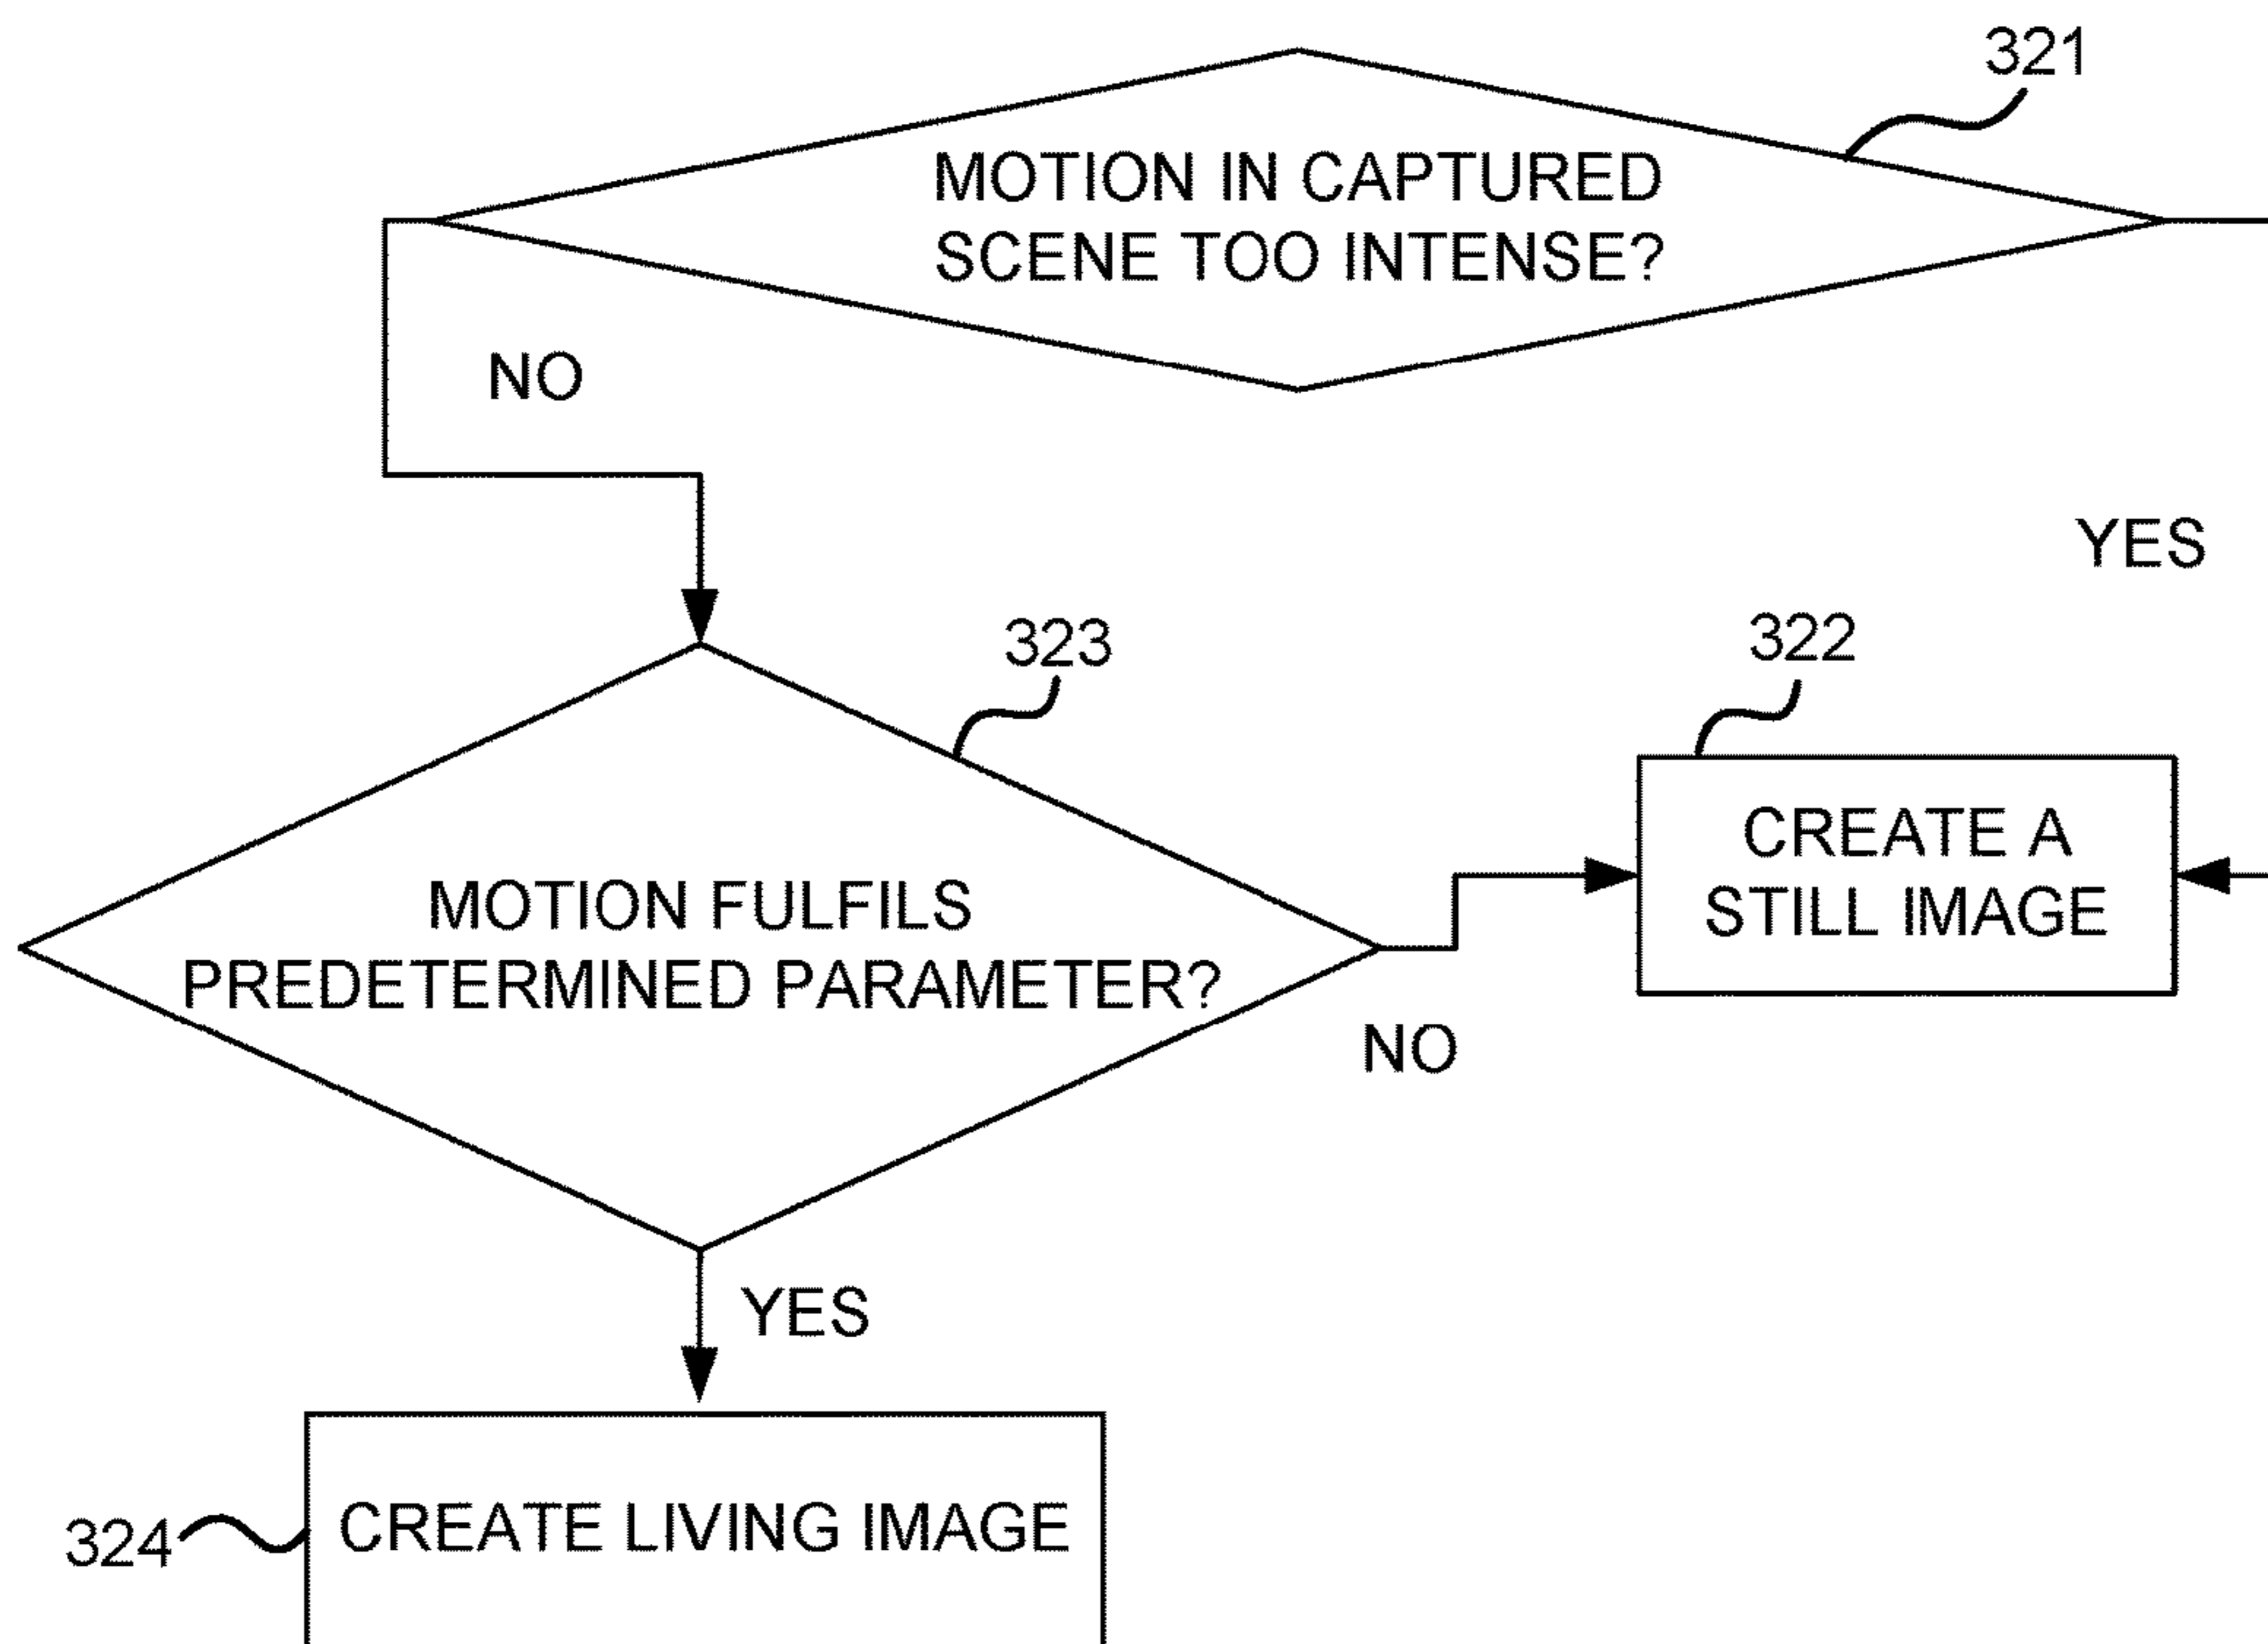 321
MOTION IN CAPTURED
SCENE TOO INTENSE?
NO
YES
323
322
CREATE A
STILL IMAGE
MOTION FULFILS
PREDETERMINED PARAMETER?
NO
YES
324
CREATE LIVING IMAGE